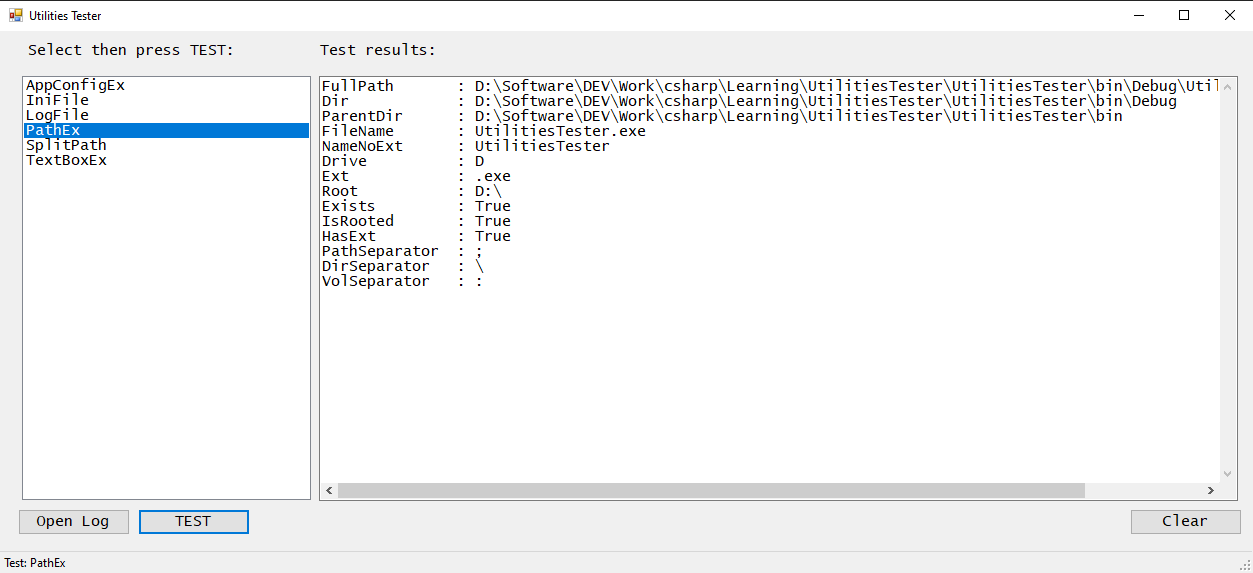 Utilities Tester
Select then press TEST:
Test results:
AppConfigEx
IniFile
LogFile
PathEx
SplitPath
TextBoxEx
FullPath       : D:\Software\DEV\Work\csharp\Learning\UtilitiesTester\UtilitiesTester\bin\Debug\Util
Dir            : D:\Software\DEV\Work\csharp\Learning\UtilitiesTester\UtilitiesTester\bin\Debug
ParentDir      : D:\Software\DEV\Work\csharp\Learning\UtilitiesTester\UtilitiesTester\bin
FileName       : UtilitiesTester.exe
NameNoExt      : UtilitiesTester
Drive          : D
Ext            : .exe
Root           : D:\
Exists         : True
IsRooted       : True
HasExt         : True
PathSeparator  : ;
DirSeparator   : \
VolSeparator   : :
Open Log
TEST
Clear
Test: PathEx